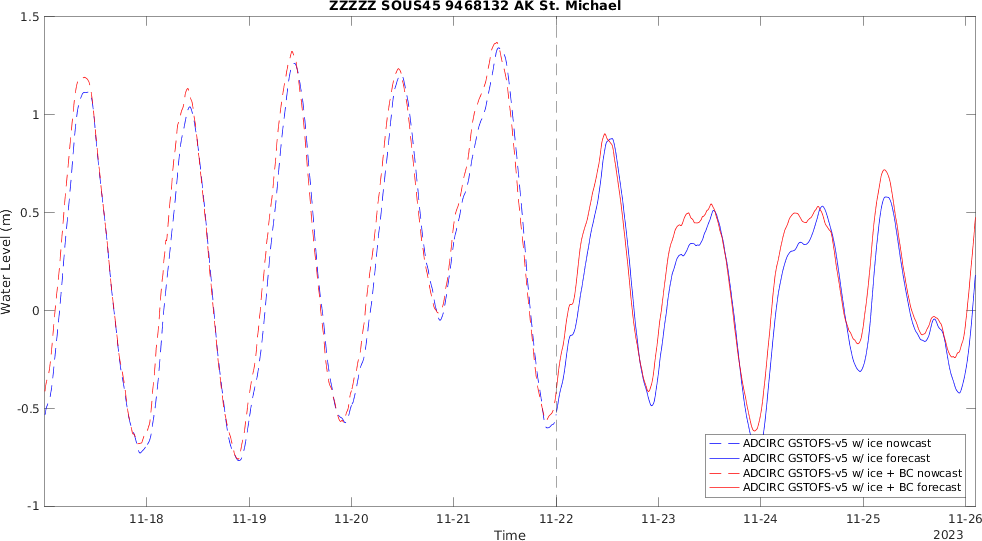 ZZZZZ SOUS45 9468132 AK St. Michael
Water Level (m)
1.5
1
0.5
0
-0.5
-1
ADCIRC GSTOFS-v5 w/ ice nowcast
ADCIRC GSTOFS-v5 w/ ice forecast
ADCIRC GSTOFS-v5 w/ ice + BC nowcast
ADCIRC GSTOFS-v5 w/ ice + BC forecast
11-18 11-19 11-20 11-21 11-22 11-23 11-24 11-25 11-26
Time
2023